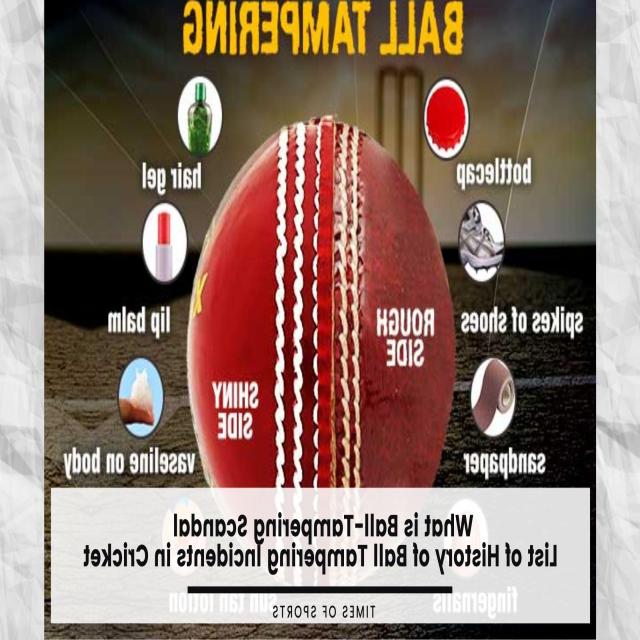 BALL TAMPERING
bottlecap
hair gel
spikes of shoes
lip balm
ROUGH
SIDE
SHINY
SIDE
sandpaper
vaseline on body
What is Ball-Tampering Scandal
List of History of Ball Tampering Incidents in Cricket
fingernails
sun tan lotion
TIMES OF SPORTS